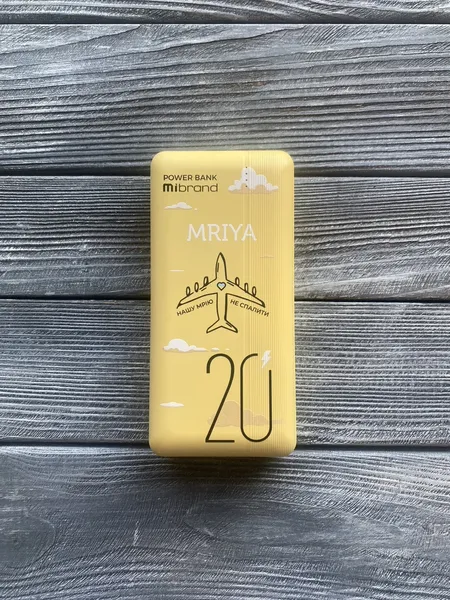 POWER BANK
mibrand
MRIYA
НАШУ МРІЮ НЕ СПАЛИТИ
20